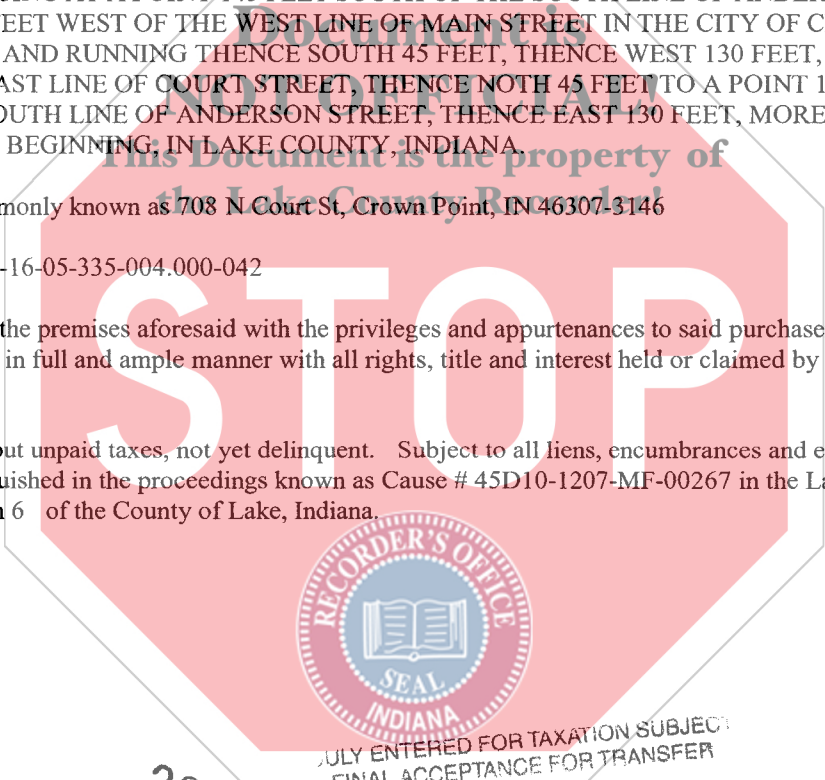 FEET WEST OF THE WEST LINE OF MAIN STREET IN THE CITY OF C
Document is
AND RUNNING THENCE SOUTH 45 FEET, THENCE WEST 130 FEET,
AST LINE OF COURT STREET, THENCE NOTH 45 FEET TO A POINT 1
NOT OFFICIAL!
OUTH LINE OF ANDERSON STREET, THENCE EAST 130 FEET, MORE
BEGINNING, IN LAKE COUNTY, INDIANA.
This Document is the property of
the Lake County Recorder!
monly known as 708 N Court St, Crown Point, IN 46307-3146
-16-05-335-004.000-042
STOP
the premises aforesaid with the privileges and appurtenances to said purchase
in full and ample manner with all rights, title and interest held or claimed by
out unpaid taxes, not yet delinquent. Subject to all liens, encumbrances and e
uished in the proceedings known as Cause # 45D10-1207-MF-00267 in the La
6 of the County of Lake, Indiana.
RECORDER'S OFFICE
SEAL
INDIANA
ULY ENTERED FOR TAXATION SUBJECT
FINAL ACCEPTANCE FOR TRANSFER